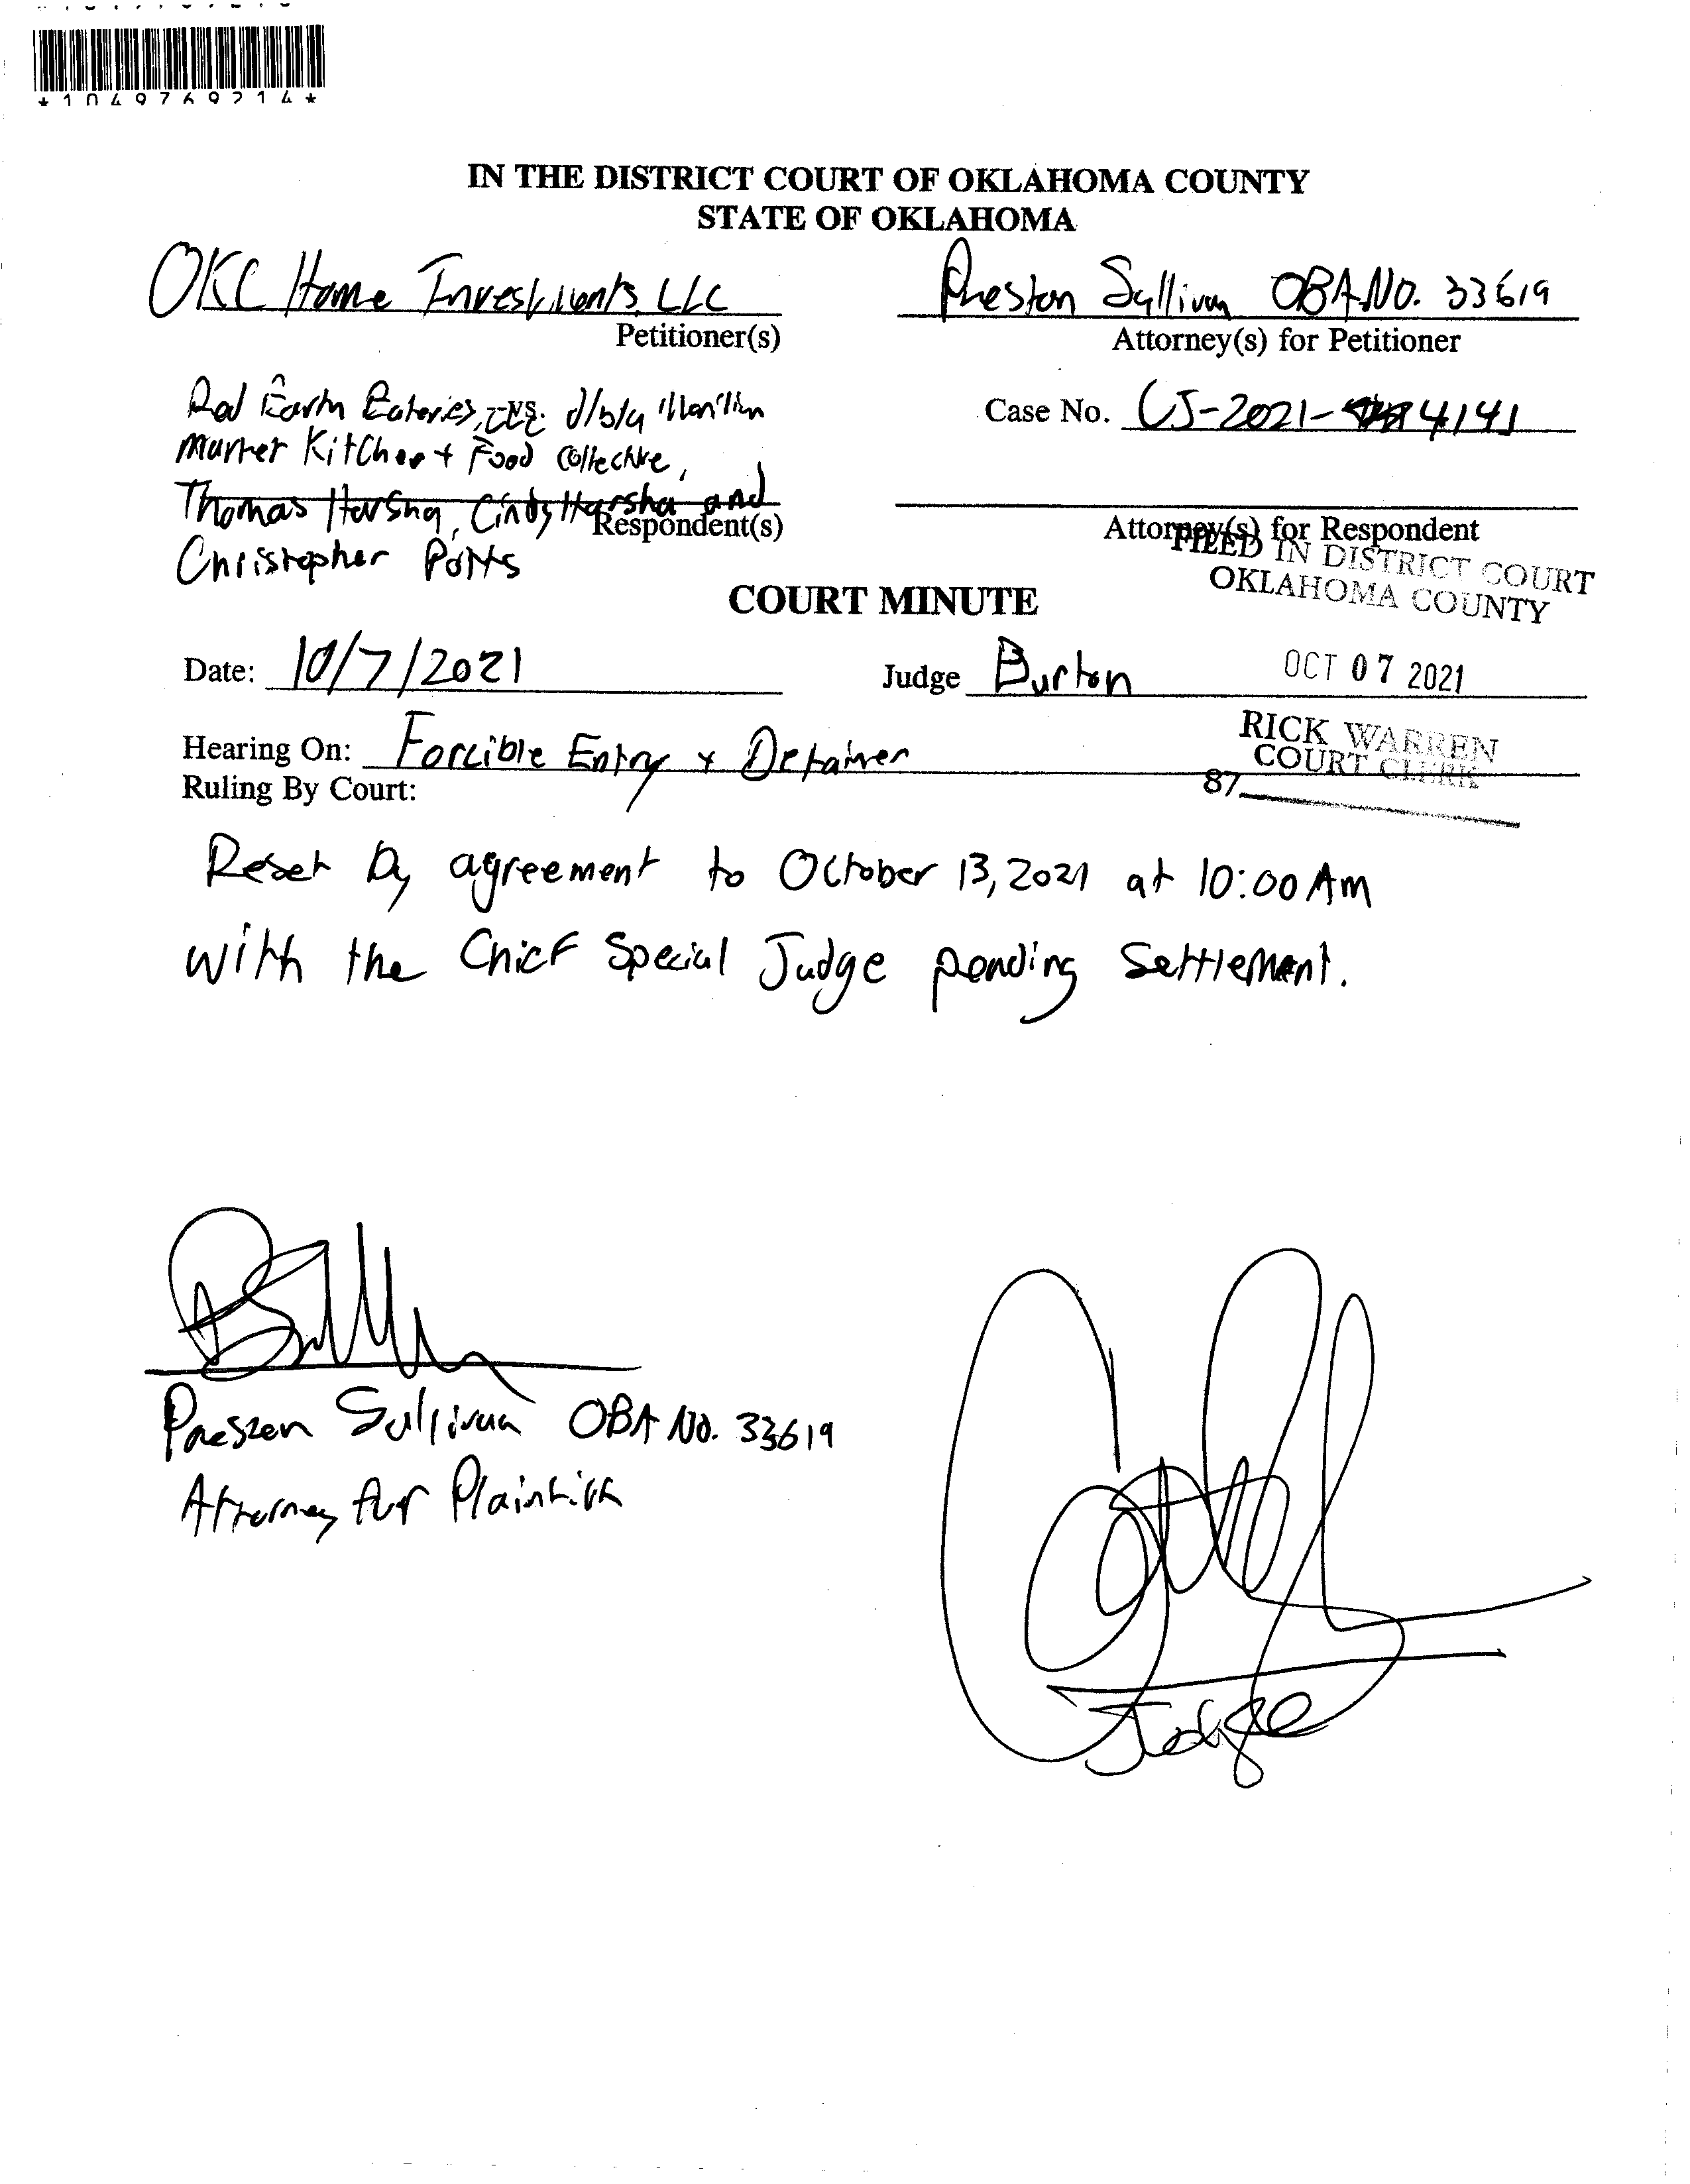 *1049769214*
IN THE DISTRICT COURT OF OKLAHOMA COUNTY
STATE OF OKLAHOMA
OKC Home Investments, LLC
Petitioner(s)
Preston Sullivan OBA NO. 33619
Attorney(s) for Petitioner
Red Earth Eateries, INC. d/b/a
Market Kitchen + Food Collective,
Thomas Harsha, Cindy Harsha and
Respondent(s)
Christopher Potts
Case No. CJ-2021-4141
Attorney(s) for Respondent
FILED IN DISTRICT COURT
OKLAHOMA COUNTY
COURT MINUTE
Date: 10/7/2021
Judge Burton
OCT 07 2021
Hearing On: Forcible Entry + Detainer
RICK WARREN
COURT CLERK
87
Ruling By Court:
Reset by agreement to October 13, 2021 at 10:00 AM
with the Chief Special Judge pending Settlement.
Preston Sullivan OBA NO. 33619
Attorney for Plaintiff
Judge